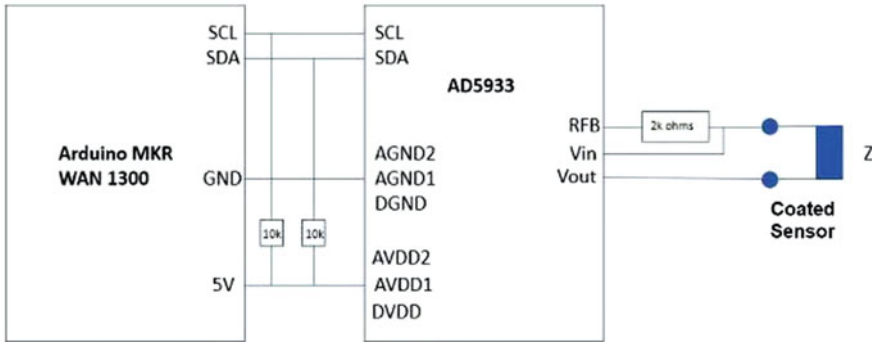 SCL
SDA
Arduino MKR
WAN 1300
GND
5V
10k
10k
SCL
SDA
AD5933
AGND2
AGND1
DGND
AVDD2
AVDD1
DVDD
RFB
Vin
Vout
2k ohms
Z
Coated
Sensor